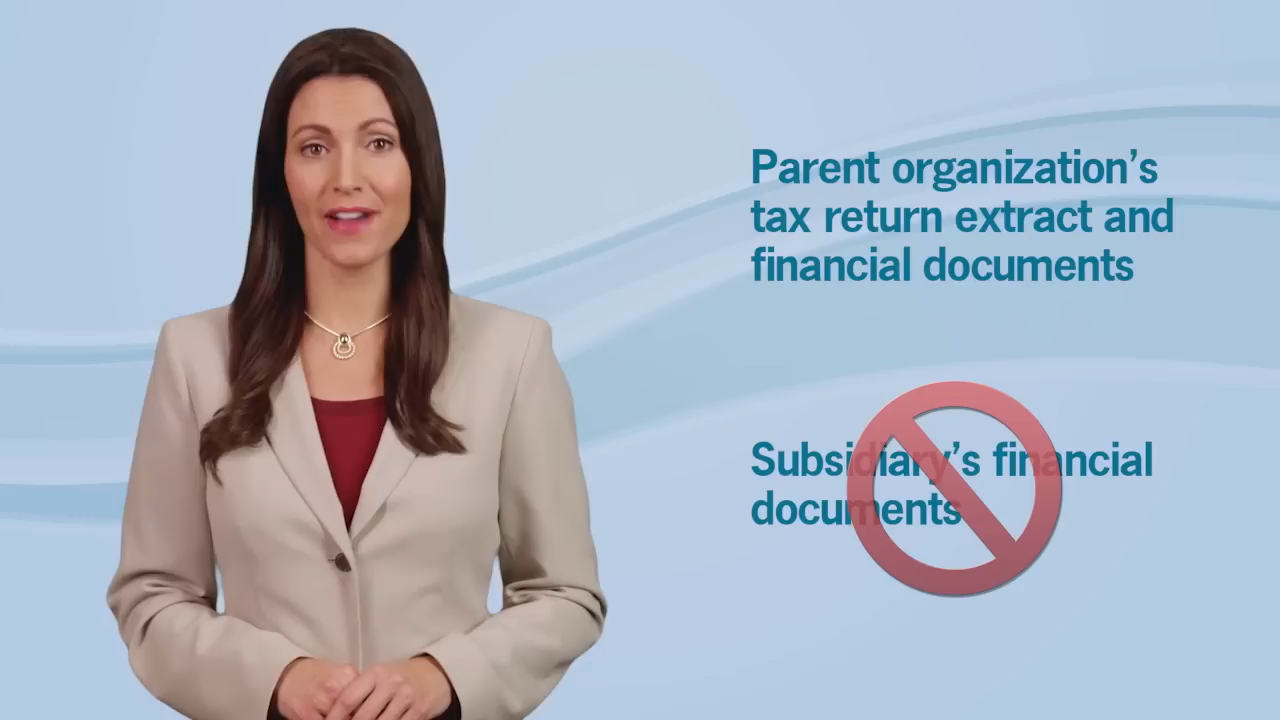 Parent organization’s
tax return extract and
financial documents
Subsidiary’s financial
documents